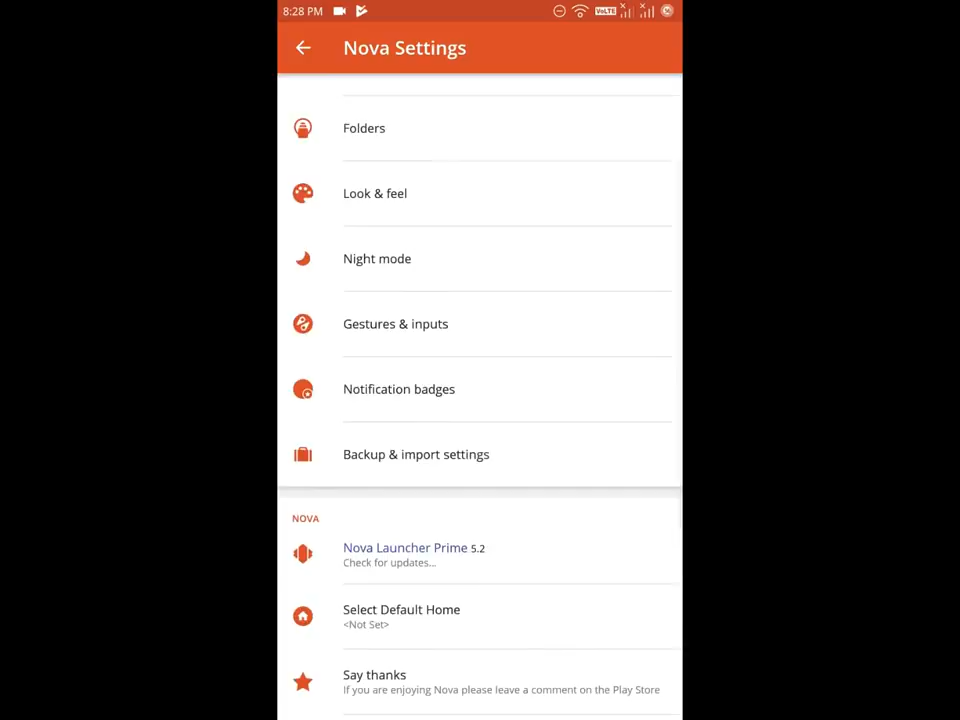 8:28 PM
VoLTE
Nova Settings
Folders
Look & feel
Night mode
Gestures & inputs
Notification badges
Backup & import settings
NOVA
Nova Launcher Prime 5.2
Check for updates...
Select Default Home
<Not Set>
Say thanks
If you are enjoying Nova please leave a comment on the Play Store